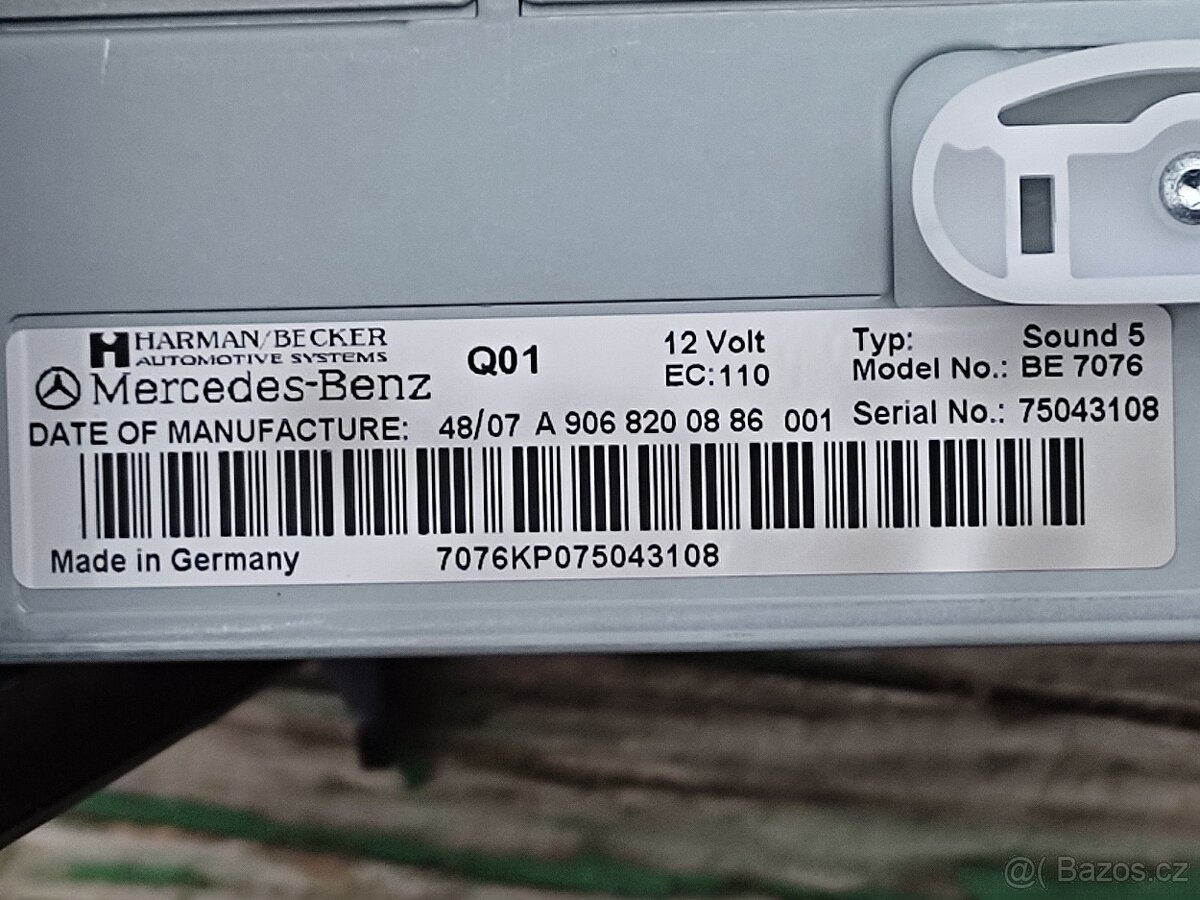 HARMAN/BECKER
AUTOMOTIVE SYSTEMS
Mercedes-Benz
Q01
12 Volt
EC:110
Typ: Sound 5
Model No.: BE 7076
DATE OF MANUFACTURE: 48/07 A 906 820 08 86 001 Serial No.: 75043108
Made in Germany 7076KP075043108
@( Bazos.cz